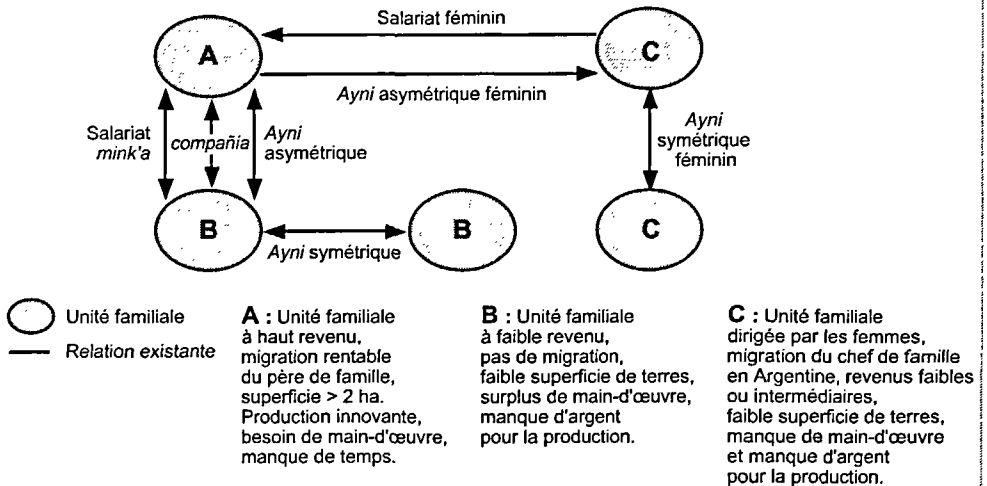 Salariat féminin
A
C
Ayni asymétrique féminin
Salariat
mink'a
compañía
Ayni
asymétrique
Ayni
symétrique
féminin
B
B
C
Ayni symétrique
Unité familiale
Relation existante
A : Unité familiale
à haut revenu,
migration rentable
du père de famille,
superficie > 2 ha.
Production innovante,
besoin de main-d'œuvre,
manque de temps.
B : Unité familiale
à faible revenu,
pas de migration,
faible superficie de terres,
surplus de main-d'œuvre,
manque d'argent
pour la production.
C : Unité familiale
dirigée par les femmes,
migration du chef de famille
en Argentine, revenus faibles
ou intermédiaires,
faible superficie de terres,
manque de main-d'œuvre
et manque d'argent
pour la production.